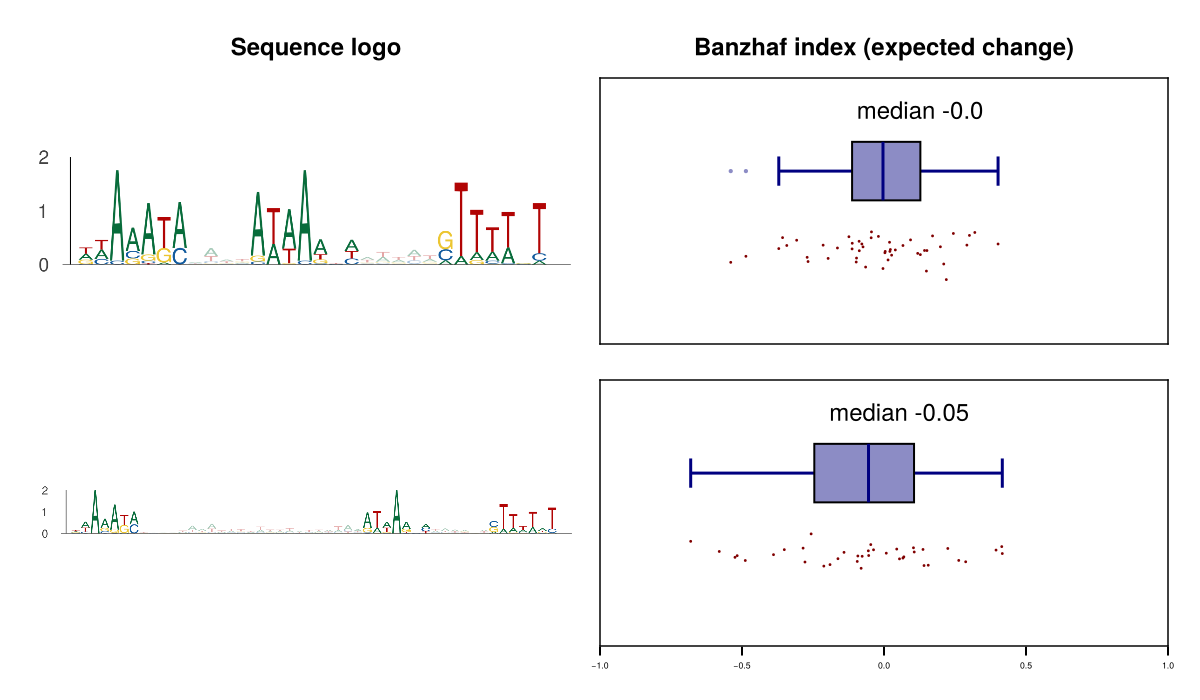 Sequence logo
Banzhaf index (expected change)
median -0.0
2
1
0
median -0.05
2
1
0
−1.0 −0.5 0.0 0.5 1.0